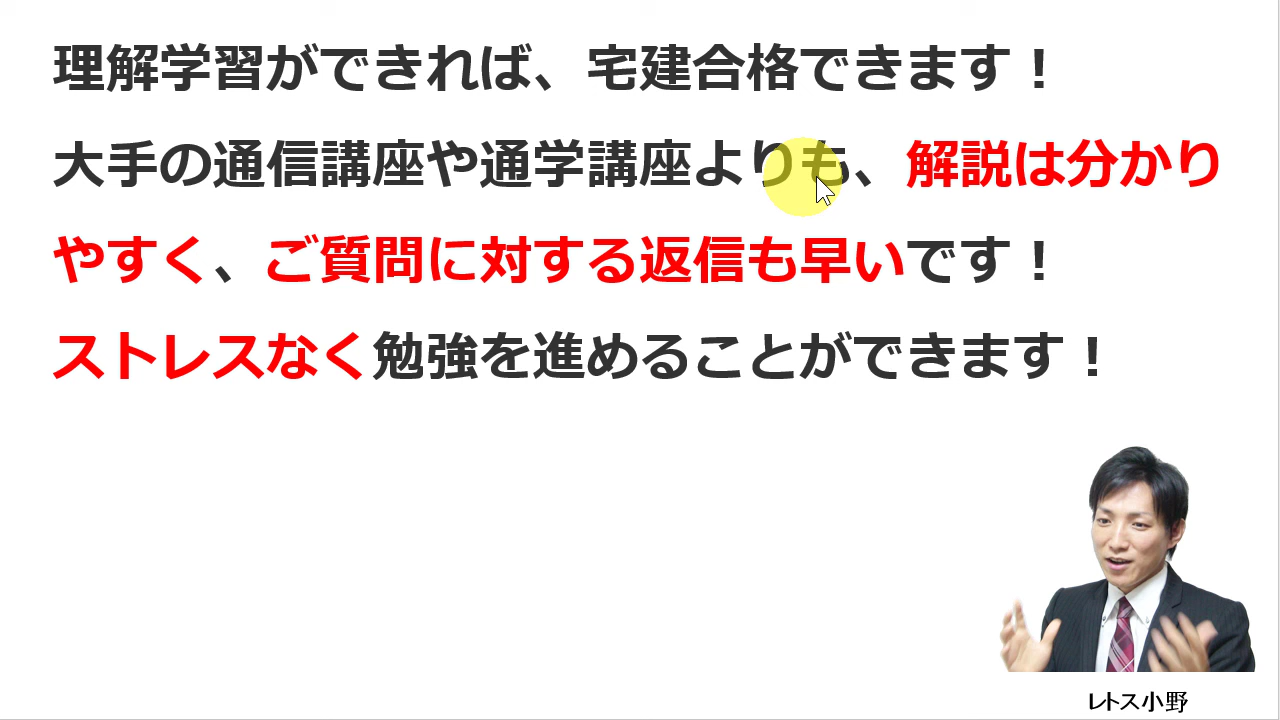 理解学習ができれば、宅建合格できます！
大手の通信講座や通学講座よりも、解説は分かり
やすく、ご質問に対する返信も早いです！
ストレスなく勉強を進めることができます！
レトス小野